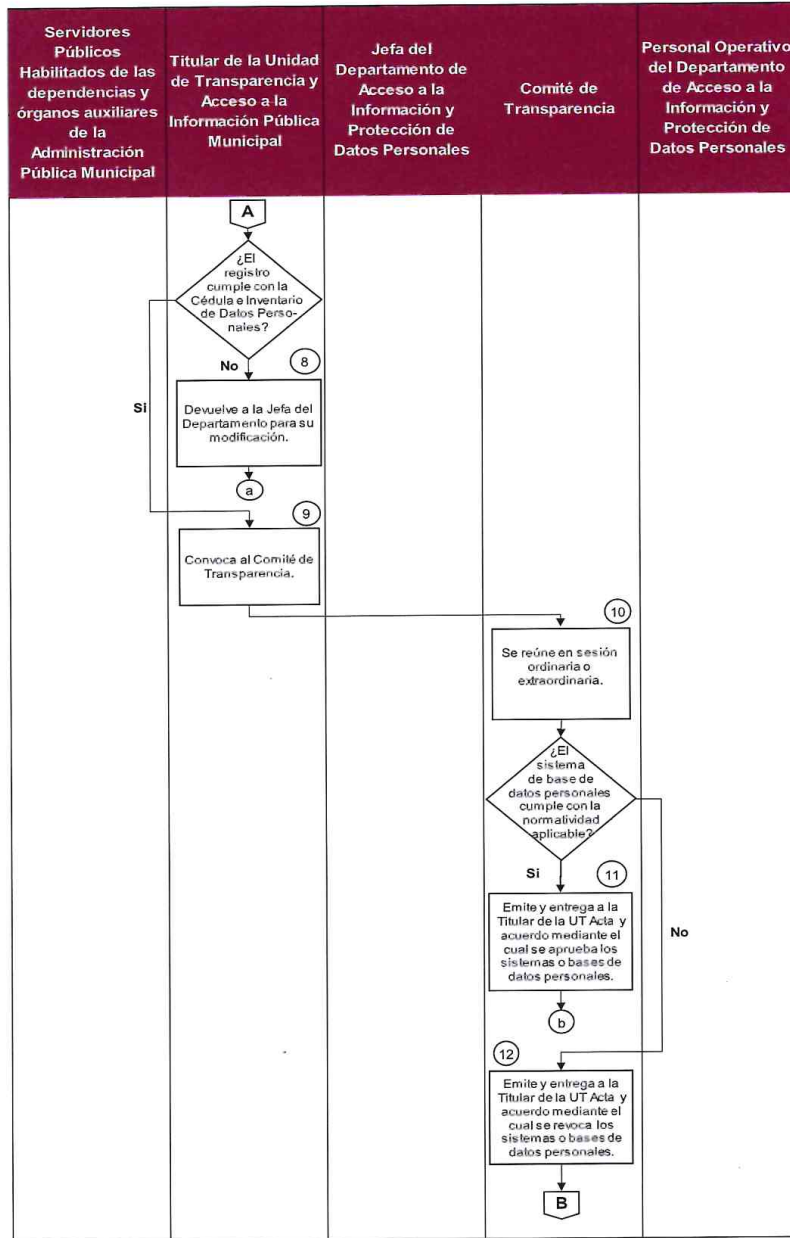 Servidores
Públicos
Habilitados de las
dependencias y
órganos auxiliares
de la
Administración
Pública Municipal
Titular de la Unidad
de Transparencia y
Acceso a la
Información Pública
Municipal
Jefa del
Departamento de
Acceso a la
Información y
Protección de
Datos Personales
Comité de
Transparencia
Personal Operativo
del Departamento
de Acceso a la
Información y
Protección de
Datos Personales
A
¿El
registro
cumple con la
Cédula e Inventario
de Datos Perso-
nales?
No
8
Si
Devuelve a la Jefa del
Departamento para su
modificación.
a
9
Convoca al Comité de
Transparencia.
10
Se reúne en sesión
ordinaria o
extraordinaria.
¿El
sistema
de base de
datos personales
cumple con la
normatividad
aplicable?
Si
11
No
Emite y entrega a la
Titular de la UT Acta y
acuerdo mediante el
cual se aprueba los
sistemas o bases de
datos personales.
b
12
Emite y entrega a la
Titular de la UT Acta y
acuerdo mediante el
cual se revoca los
sistemas o bases de
datos personales.
B